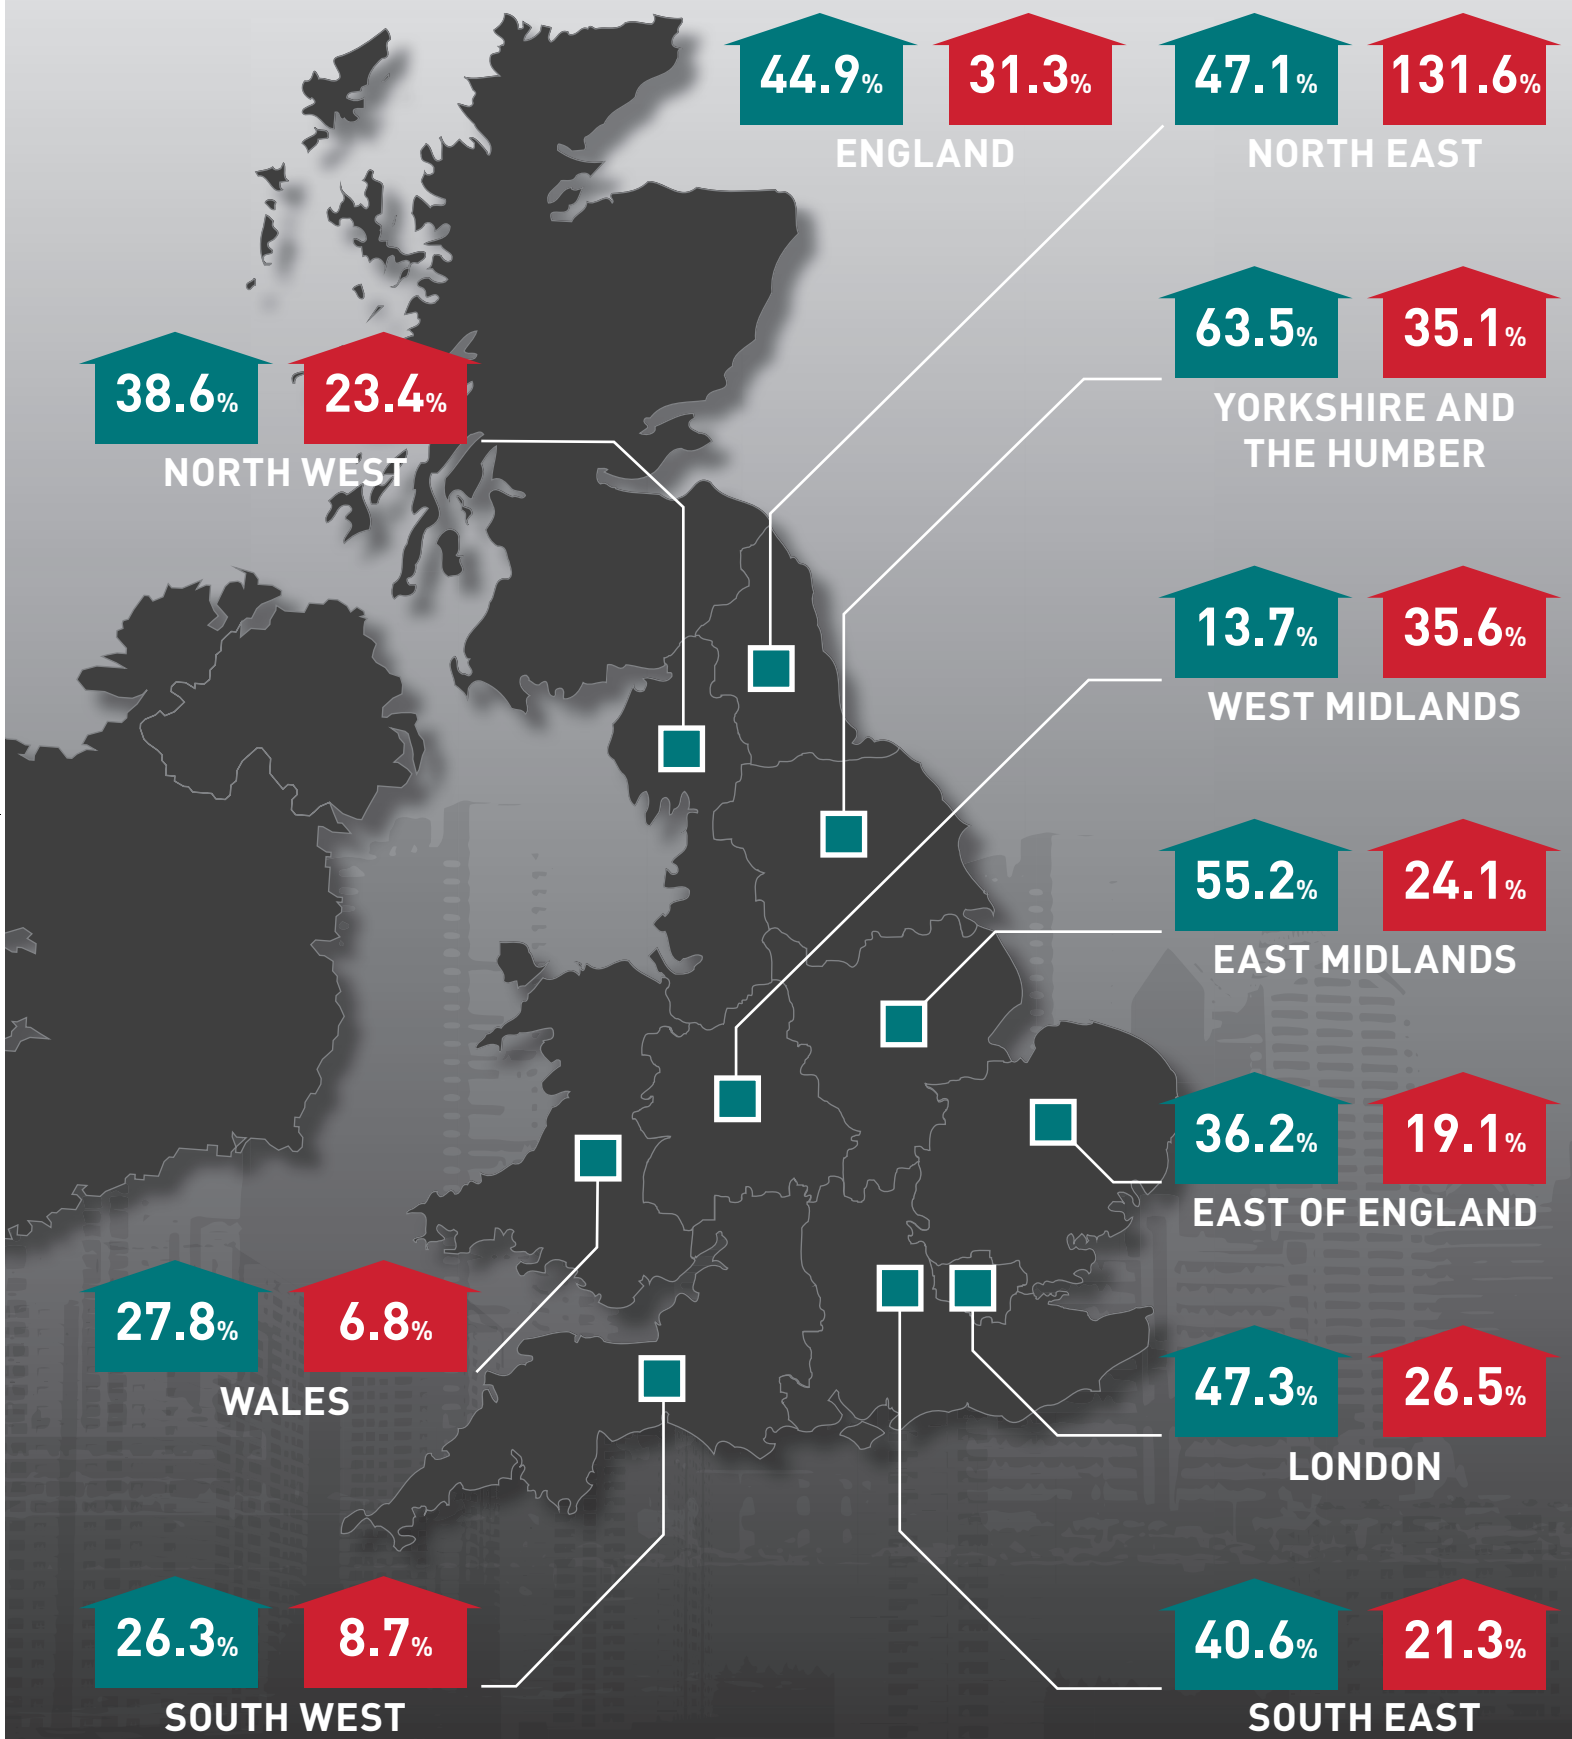 44.9% 31.3%
ENGLAND
47.1% 131.6%
NORTH EAST
63.5% 35.1%
YORKSHIRE AND
THE HUMBER
38.6% 23.4%
NORTH WEST
13.7% 35.6%
WEST MIDLANDS
55.2% 24.1%
EAST MIDLANDS
36.2% 19.1%
EAST OF ENGLAND
27.8% 6.8%
WALES
47.3% 26.5%
LONDON
26.3% 8.7%
SOUTH WEST
40.6% 21.3%
SOUTH EAST